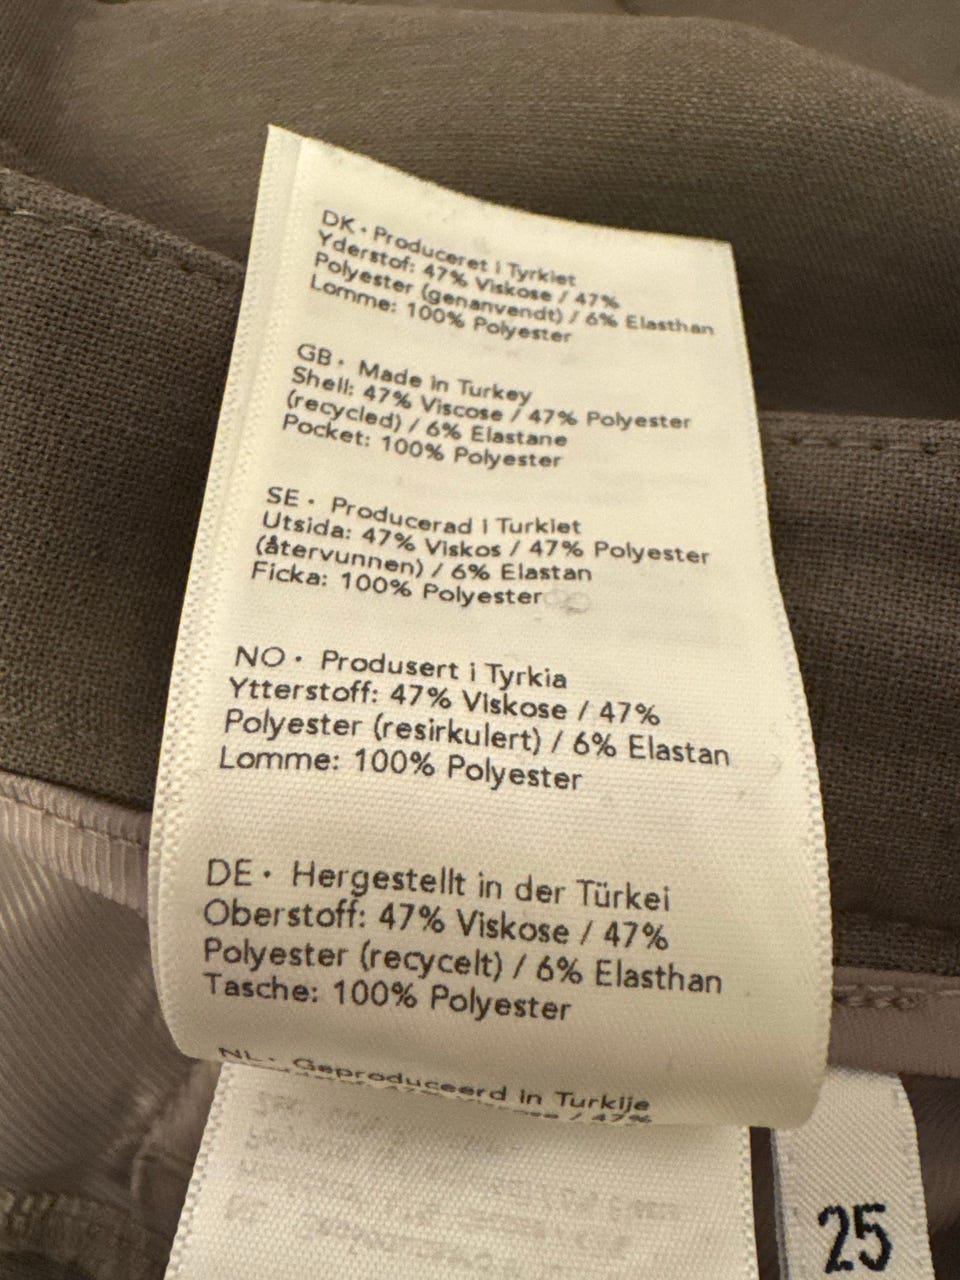 DK • Produceret i Tyrkiet
Yderstof: 47% Viskose / 47%
Polyester (genanvendt) / 6% Elasthan
Lomme: 100% Polyester
GB • Made in Turkey
Shell: 47% Viscose / 47% Polyester
(recycled) / 6% Elastane
Pocket: 100% Polyester
SE • Producerad i Turkiet
Utsida: 47% Viskos / 47% Polyester
(återvunnen) / 6% Elastan
Ficka: 100% Polyester
NO • Produsert i Tyrkia
Ytterstoff: 47% Viskose / 47%
Polyester (resirkulert) / 6% Elastan
Lomme: 100% Polyester
DE • Hergestellt in der Türkei
Oberstoff: 47% Viskose / 47%
Polyester (recycelt) / 6% Elasthan
Tasche: 100% Polyester
NL • Geproduceerd in Turkije
/ 47%
25